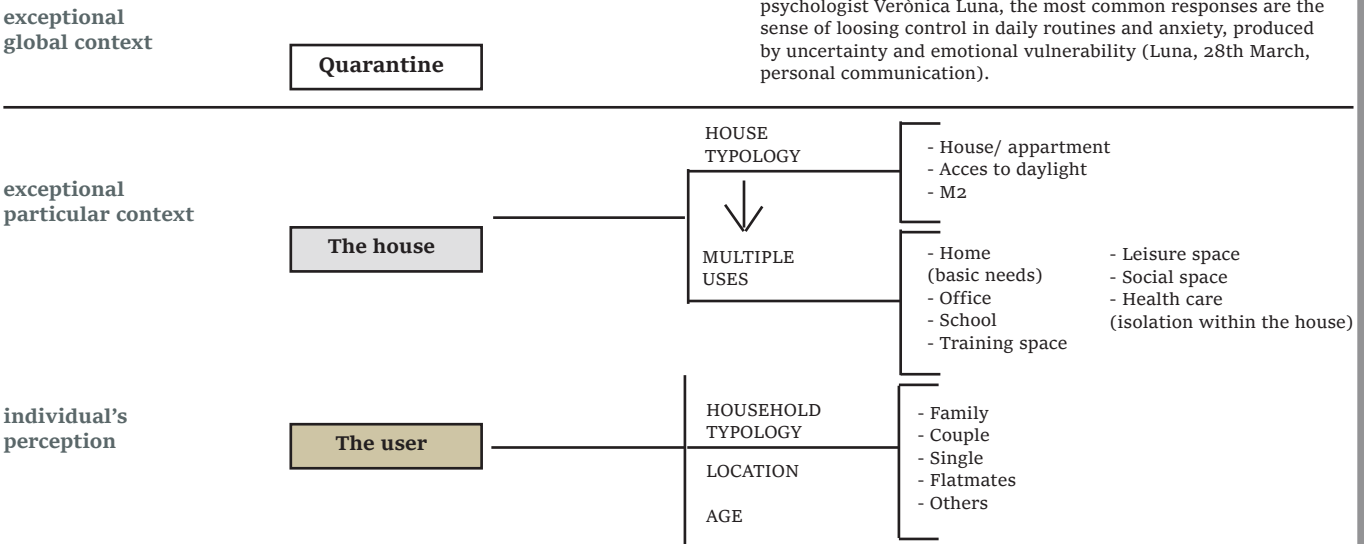 psychologist Verònica Luna, the most common responses are the
sense of loosing control in daily routines and anxiety, produced
by uncertainty and emotional vulnerability (Luna, 28th March,
personal communication).
exceptional
global context
Quarantine
exceptional
particular context
The house
HOUSE
TYPOLOGY
- House/ appartment
- Acces to daylight
- M2
MULTIPLE
USES
- Home
(basic needs)
- Office
- School
- Training space
- Leisure space
- Social space
- Health care
(isolation within the house)
individual's
perception
The user
HOUSEHOLD
TYPOLOGY
LOCATION
AGE
- Family
- Couple
- Single
- Flatmates
- Others